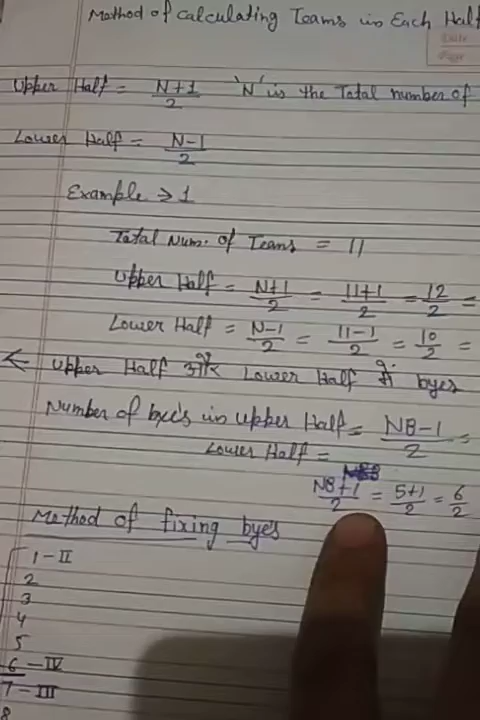 Method of Calculating Teams in Each Half
Date
Page
Upper Half = N+1/2 'N' is the Total number of
Lower Half = N-1/2
Example → 1
Total Num. of Teams = 11
Upper Half = N+1/2 = 11+1/2 = 12/2 =
Lower Half = N-1/2 = 11-1/2 = 10/2 =
← Upper Half और Lower Half में byes
Number of bye's in Upper Half = NB-1/2 =
Lower Half =
NB+1/2 = 5+1/2 = 6/2
Method of fixing bye's
1-II
2
3
4
5
6-IV
7-III
8